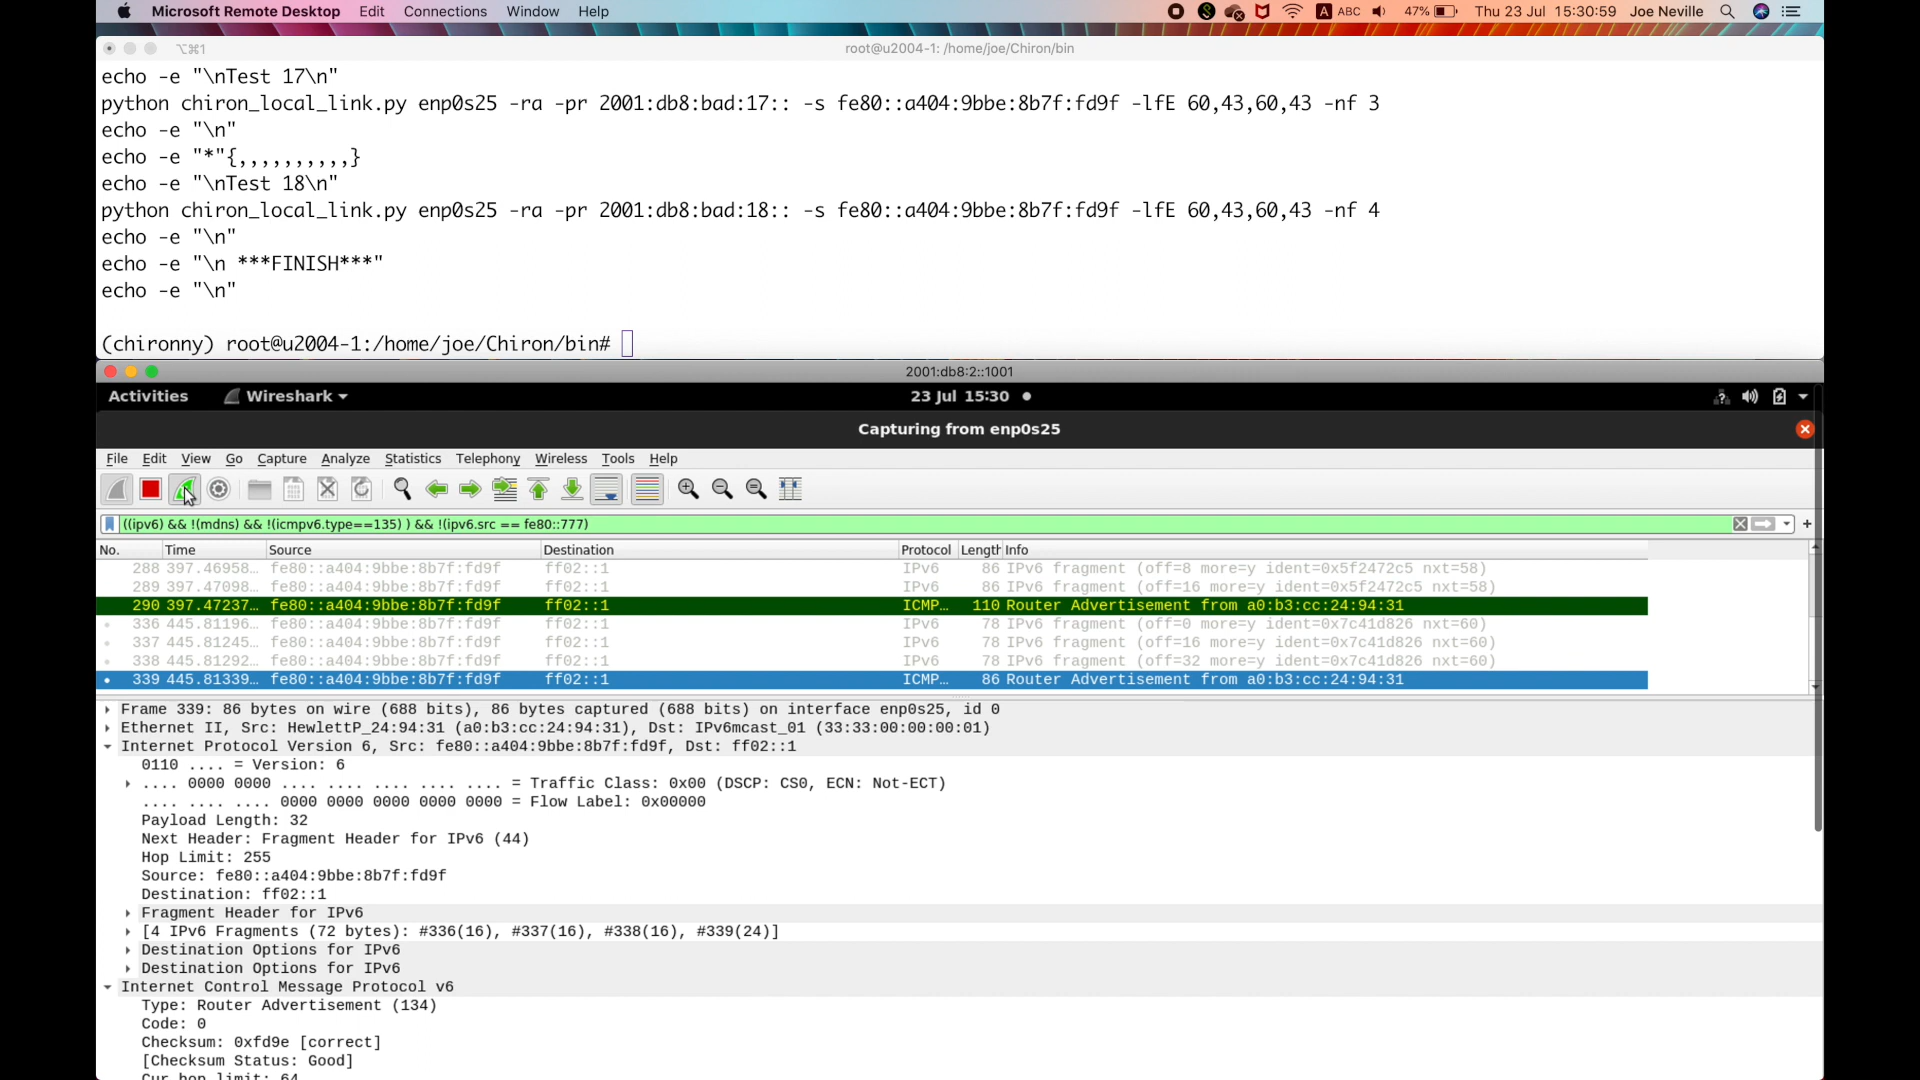 Microsoft Remote Desktop Edit Connections Window Help
A ABC 47% Thu 23 Jul 15:30:59 Joe Neville
⌥⌘1 root@u2004-1: /home/joe/Chiron/bin
echo -e "\nTest 17\n"
python chiron_local_link.py enp0s25 -ra -pr 2001:db8:bad:17:: -s fe80::a404:9bbe:8b7f:fd9f -lfE 60,43,60,43 -nf 3
echo -e "\n"
echo -e "*"{,,,,,,,,,,}
echo -e "\nTest 18\n"
python chiron_local_link.py enp0s25 -ra -pr 2001:db8:bad:18:: -s fe80::a404:9bbe:8b7f:fd9f -lfE 60,43,60,43 -nf 4
echo -e "\n"
echo -e "\n ***FINISH***"
echo -e "\n"
(chironny) root@u2004-1:/home/joe/Chiron/bin#
2001:db8:2::1001
Activities Wireshark 23 Jul 15:30
Capturing from enp0s25
File Edit View Go Capture Analyze Statistics Telephony Wireless Tools Help
((ipv6) && !(mdns) && !(icmpv6.type==135) ) && !(ipv6.src == fe80::777)
No. Time Source Destination Protocol Length Info
288 397.46958… fe80::a404:9bbe:8b7f:fd9f ff02::1 IPv6 86 IPv6 fragment (off=8 more=y ident=0x5f2472c5 nxt=58)
289 397.47098… fe80::a404:9bbe:8b7f:fd9f ff02::1 IPv6 86 IPv6 fragment (off=16 more=y ident=0x5f2472c5 nxt=58)
290 397.47237… fe80::a404:9bbe:8b7f:fd9f ff02::1 ICMP… 110 Router Advertisement from a0:b3:cc:24:94:31
336 445.81196… fe80::a404:9bbe:8b7f:fd9f ff02::1 IPv6 78 IPv6 fragment (off=0 more=y ident=0x7c41d826 nxt=60)
337 445.81245… fe80::a404:9bbe:8b7f:fd9f ff02::1 IPv6 78 IPv6 fragment (off=16 more=y ident=0x7c41d826 nxt=60)
338 445.81292… fe80::a404:9bbe:8b7f:fd9f ff02::1 IPv6 78 IPv6 fragment (off=32 more=y ident=0x7c41d826 nxt=60)
339 445.81339… fe80::a404:9bbe:8b7f:fd9f ff02::1 ICMP… 86 Router Advertisement from a0:b3:cc:24:94:31
Frame 339: 86 bytes on wire (688 bits), 86 bytes captured (688 bits) on interface enp0s25, id 0
Ethernet II, Src: HewlettP_24:94:31 (a0:b3:cc:24:94:31), Dst: IPv6mcast_01 (33:33:00:00:00:01)
Internet Protocol Version 6, Src: fe80::a404:9bbe:8b7f:fd9f, Dst: ff02::1
0110 .... = Version: 6
.... 0000 0000 .... .... .... .... .... = Traffic Class: 0x00 (DSCP: CS0, ECN: Not-ECT)
.... .... .... 0000 0000 0000 0000 0000 = Flow Label: 0x00000
Payload Length: 32
Next Header: Fragment Header for IPv6 (44)
Hop Limit: 255
Source: fe80::a404:9bbe:8b7f:fd9f
Destination: ff02::1
Fragment Header for IPv6
[4 IPv6 Fragments (72 bytes): #336(16), #337(16), #338(16), #339(24)]
Destination Options for IPv6
Destination Options for IPv6
Internet Control Message Protocol v6
Type: Router Advertisement (134)
Code: 0
Checksum: 0xfd9e [correct]
[Checksum Status: Good]
Cur hop limit: 64